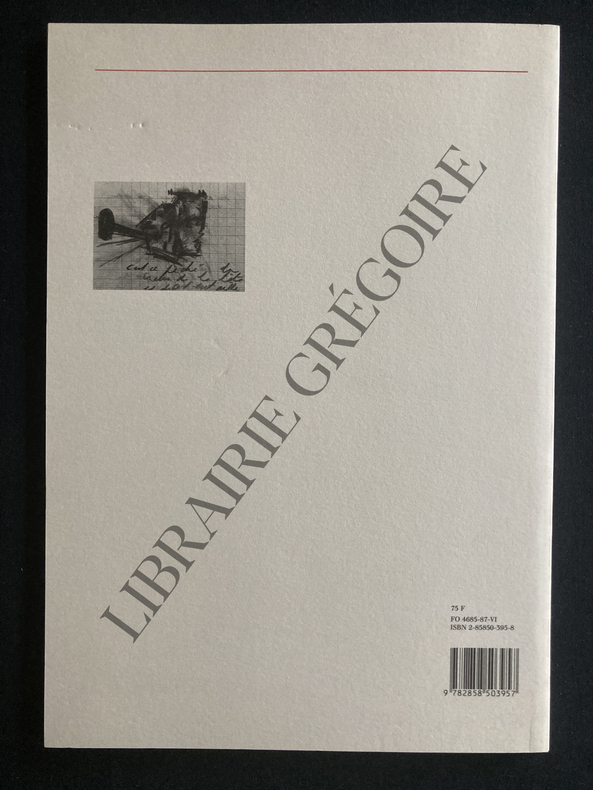 LIBRAIRIE GRÉGOIRE
75 F
FO 4685-87-VI
ISBN 2-85850-395-8
9 782858 503957